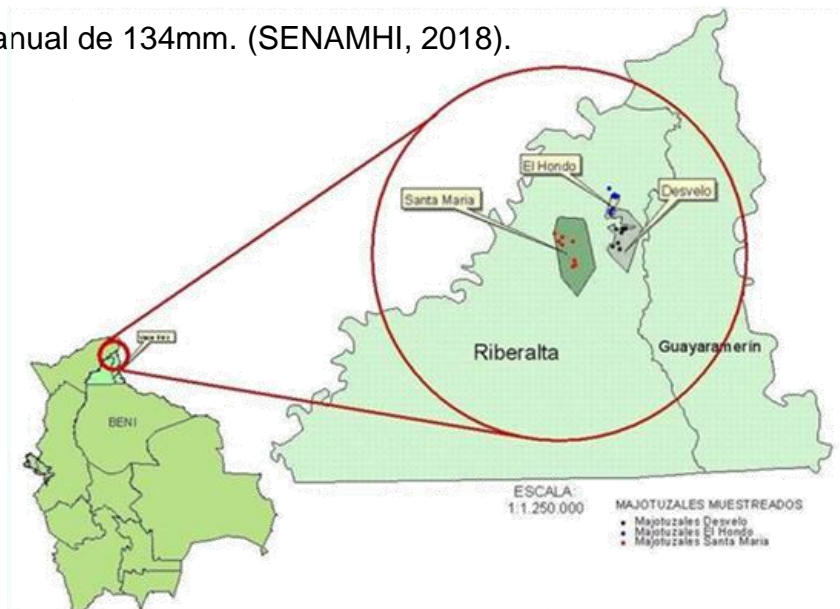 anual de 134mm. (SENAMHI, 2018).
El Hondo
Desvelo
Santa Maria
Riberalta
Guayaramerín
BENI
ESCALA:
1:1.250.000
MAJOTUZALES MUESTREADOS
Majotuzales Desvelo
Majotuzales El Hondo
Majotuzales Santa Maria